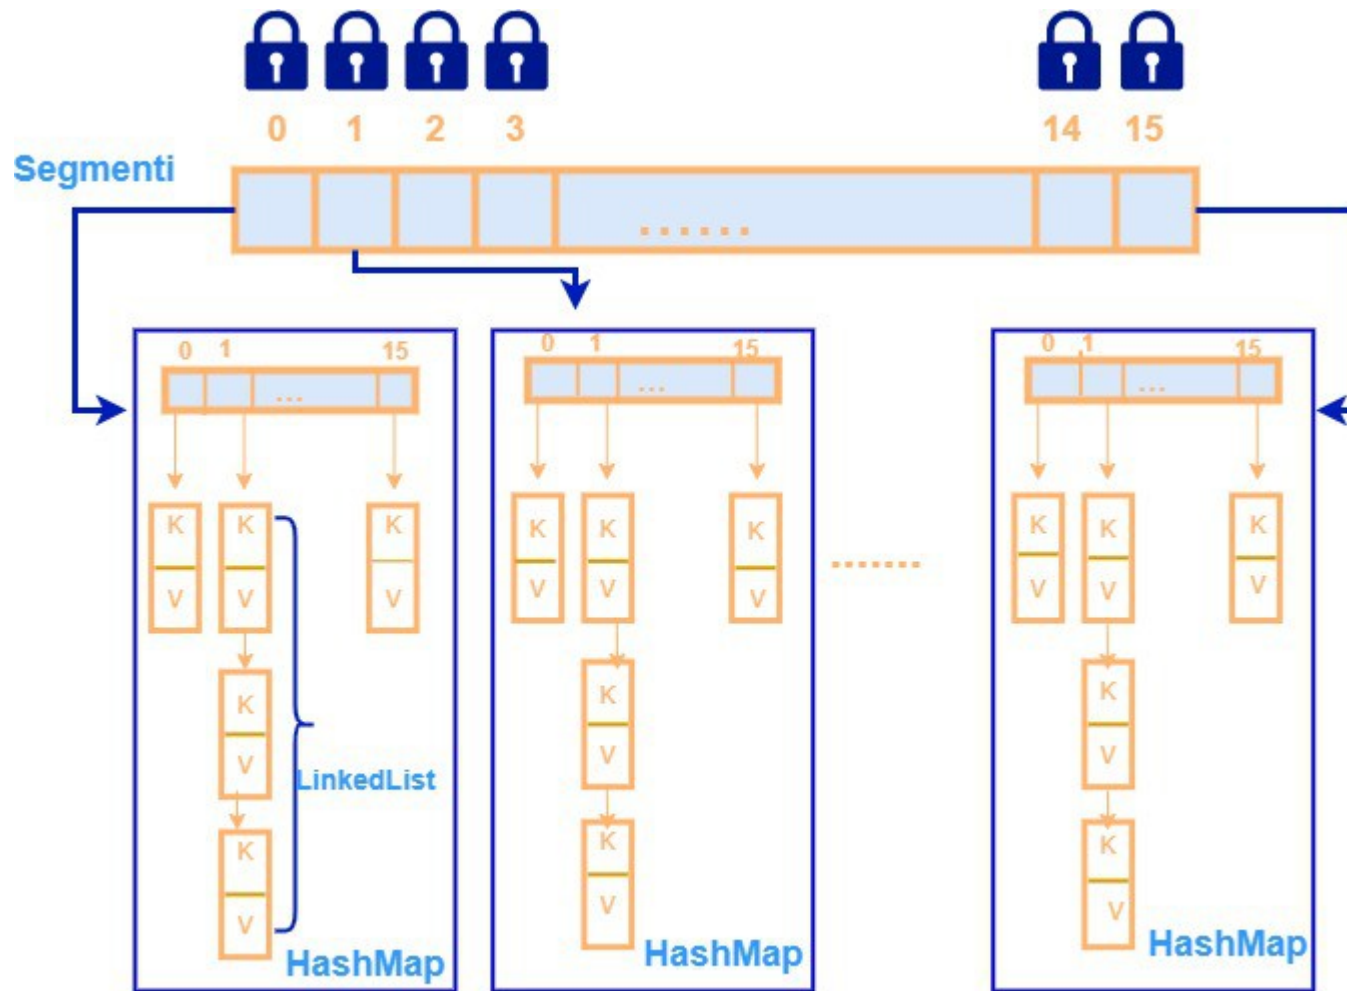 0 1 2 3 14 15
Segmenti
......
0 1 15
0 1 15
0 1 15
...
...
...
K K K
V V V
K K K
V V V
K K K
V V V
.......
K
V
K
V
K
V
LinkedList
K
V
K
V
K
V
HashMap
HashMap
HashMap